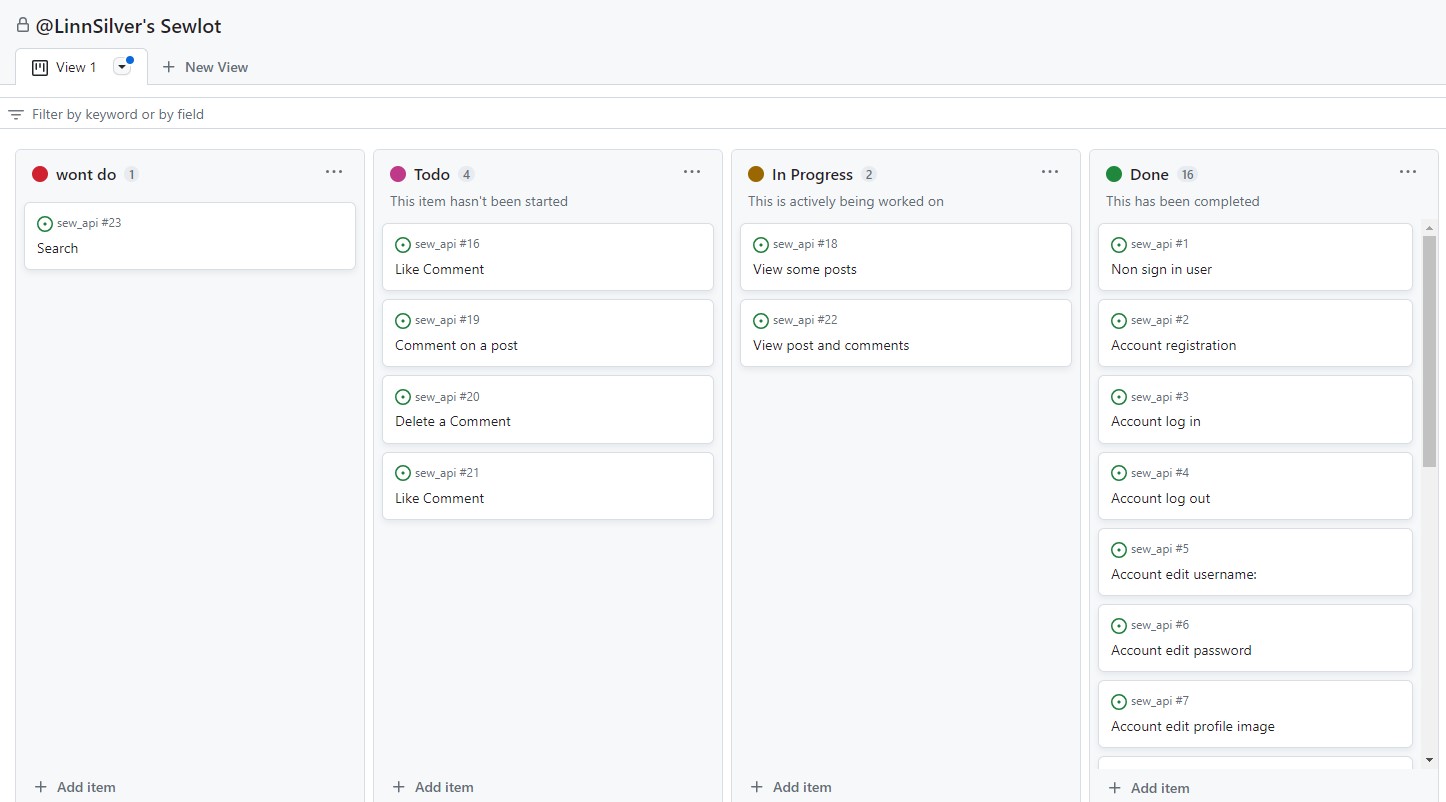 @LinnSilver's Sewlot
View 1
New View
Filter by keyword or by field
wont do 1
sew_api #23
Search
Add item
Todo 4
This item hasn't been started
sew_api #16
Like Comment
sew_api #19
Comment on a post
sew_api #20
Delete a Comment
sew_api #21
Like Comment
Add item
In Progress 2
This is actively being worked on
sew_api #18
View some posts
sew_api #22
View post and comments
Add item
Done 16
This has been completed
sew_api #1
Non sign in user
sew_api #2
Account registration
sew_api #3
Account log in
sew_api #4
Account log out
sew_api #5
Account edit username:
sew_api #6
Account edit password
sew_api #7
Account edit profile image
Add item